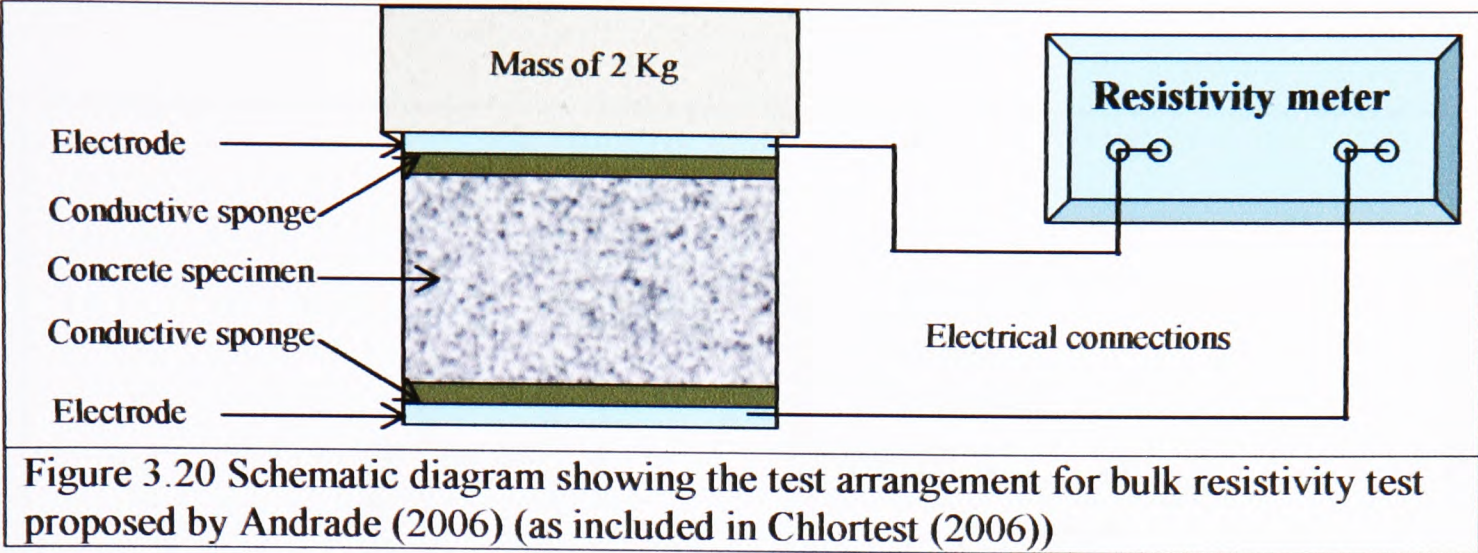 Mass of 2 Kg
Resistivity meter
Electrode
Conductive sponge
Concrete specimen
Conductive sponge
Electrical connections
Electrode
Figure 3.20 Schematic diagram showing the test arrangement for bulk resistivity test
proposed by Andrade (2006) (as included in Chlortest (2006))